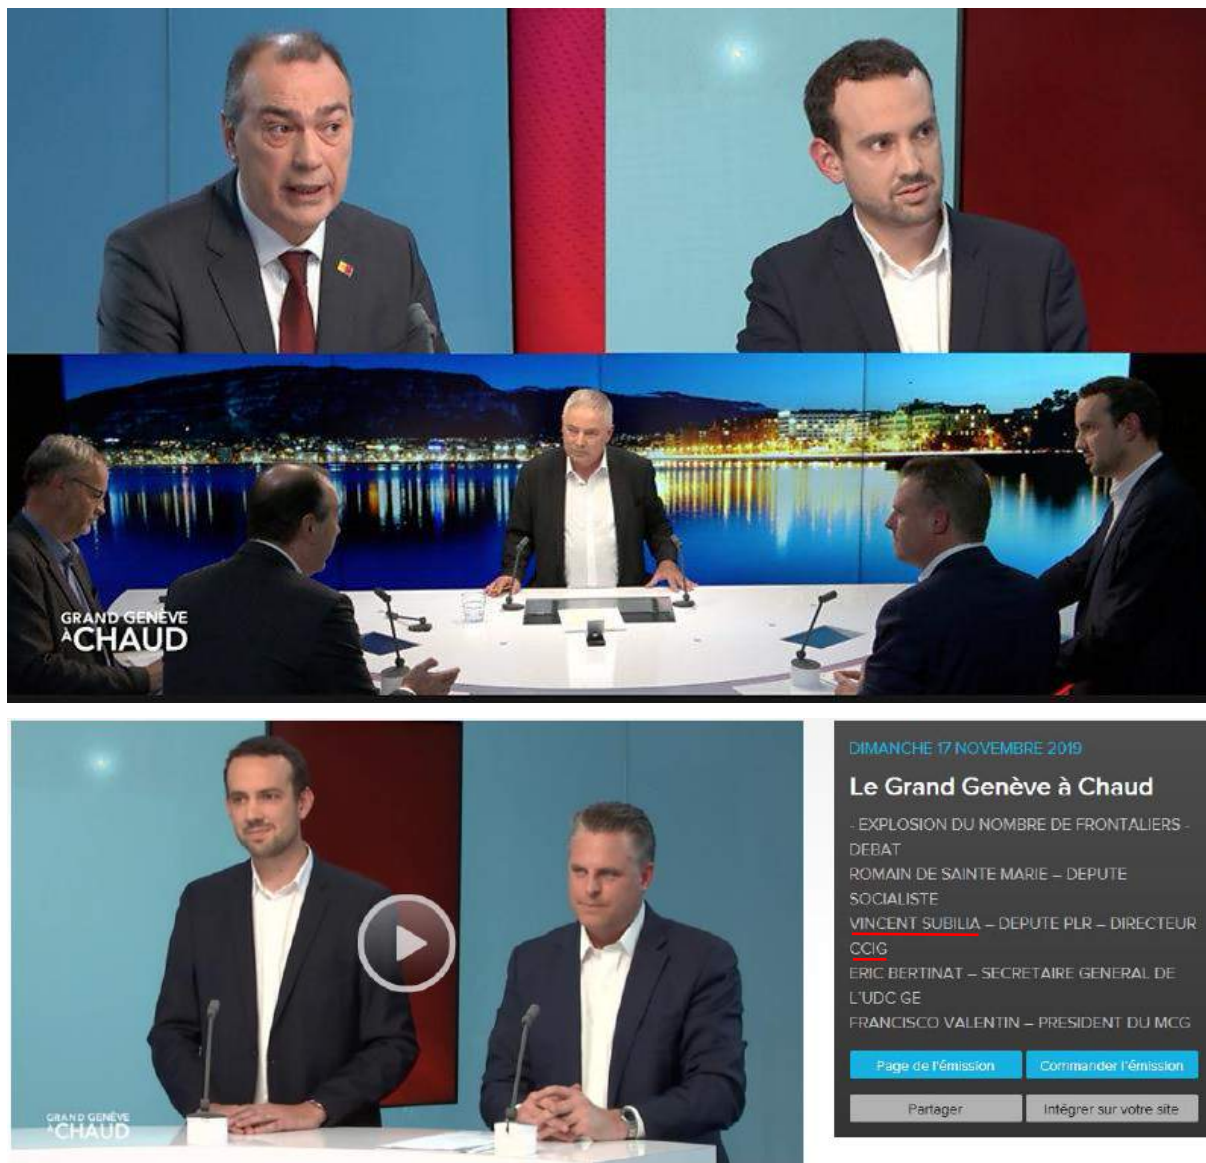 GRAND GENÈVE
À CHAUD
DIMANCHE 17 NOVEMBRE 2019
Le Grand Genève à Chaud
- EXPLOSION DU NOMBRE DE FRONTALIERS -
DEBAT
ROMAIN DE SAINTE MARIE – DEPUTE
SOCIALISTE
VINCENT SUBILIA – DEPUTE PLR – DIRECTEUR
CCIG
ERIC BERTINAT – SECRETAIRE GENERAL DE
L'UDC GE
FRANCISCO VALENTIN – PRESIDENT DU MCG
Page de l'émission
Commander l'émission
Partager
Intégrer sur votre site
GRAND GENÈVE
À CHAUD